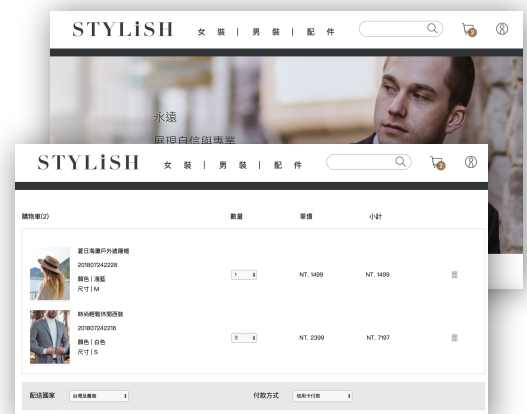 STYLiSH 女裝 | 男裝 | 配件 2
永遠
展現自信與專業
STYLiSH 女裝 | 男裝 | 配件 2
購物車(2) 數量 單價 小計
夏日海灘戶外遮陽帽
201807242228
顏色 | 淺藍
尺寸 | M
1 NT. 1499 NT. 1499
時尚輕鬆休閒西裝
201807242216
顏色 | 白色
尺寸 | S
3 NT. 2399 NT. 7197
配送國家 台灣及離島 付款方式 信用卡付款